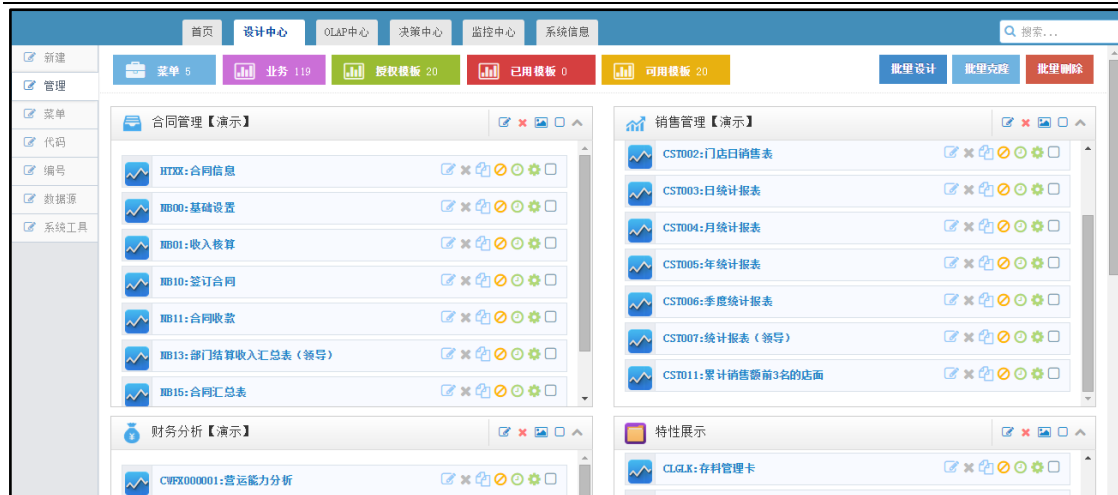 首页 设计中心 OLAP中心 决策中心 监控中心 系统信息 搜索...
新建
管理
菜单
代码
编号
数据源
系统工具
菜单 5 业务 119 授权模板 20 已用模板 0 可用模板 20 批里设计 批里克隆 批里删除
合同管理【演示】
HTXX:合同信息
NB00:基础设置
NB01:收入核算
NB10:签订合同
NB11:合同收款
NB13:部门结算收入汇总表（领导）
NB15:合同汇总表
销售管理【演示】
CST002:门店日销售表
CST003:日统计报表
CST004:月统计报表
CST005:年统计报表
CST006:季度统计报表
CST007:统计报表（领导）
CST011:累计销售额前3名的店面
财务分析【演示】
CWFX000001:营运能力分析
特性展示
CLGLK:存料管理卡